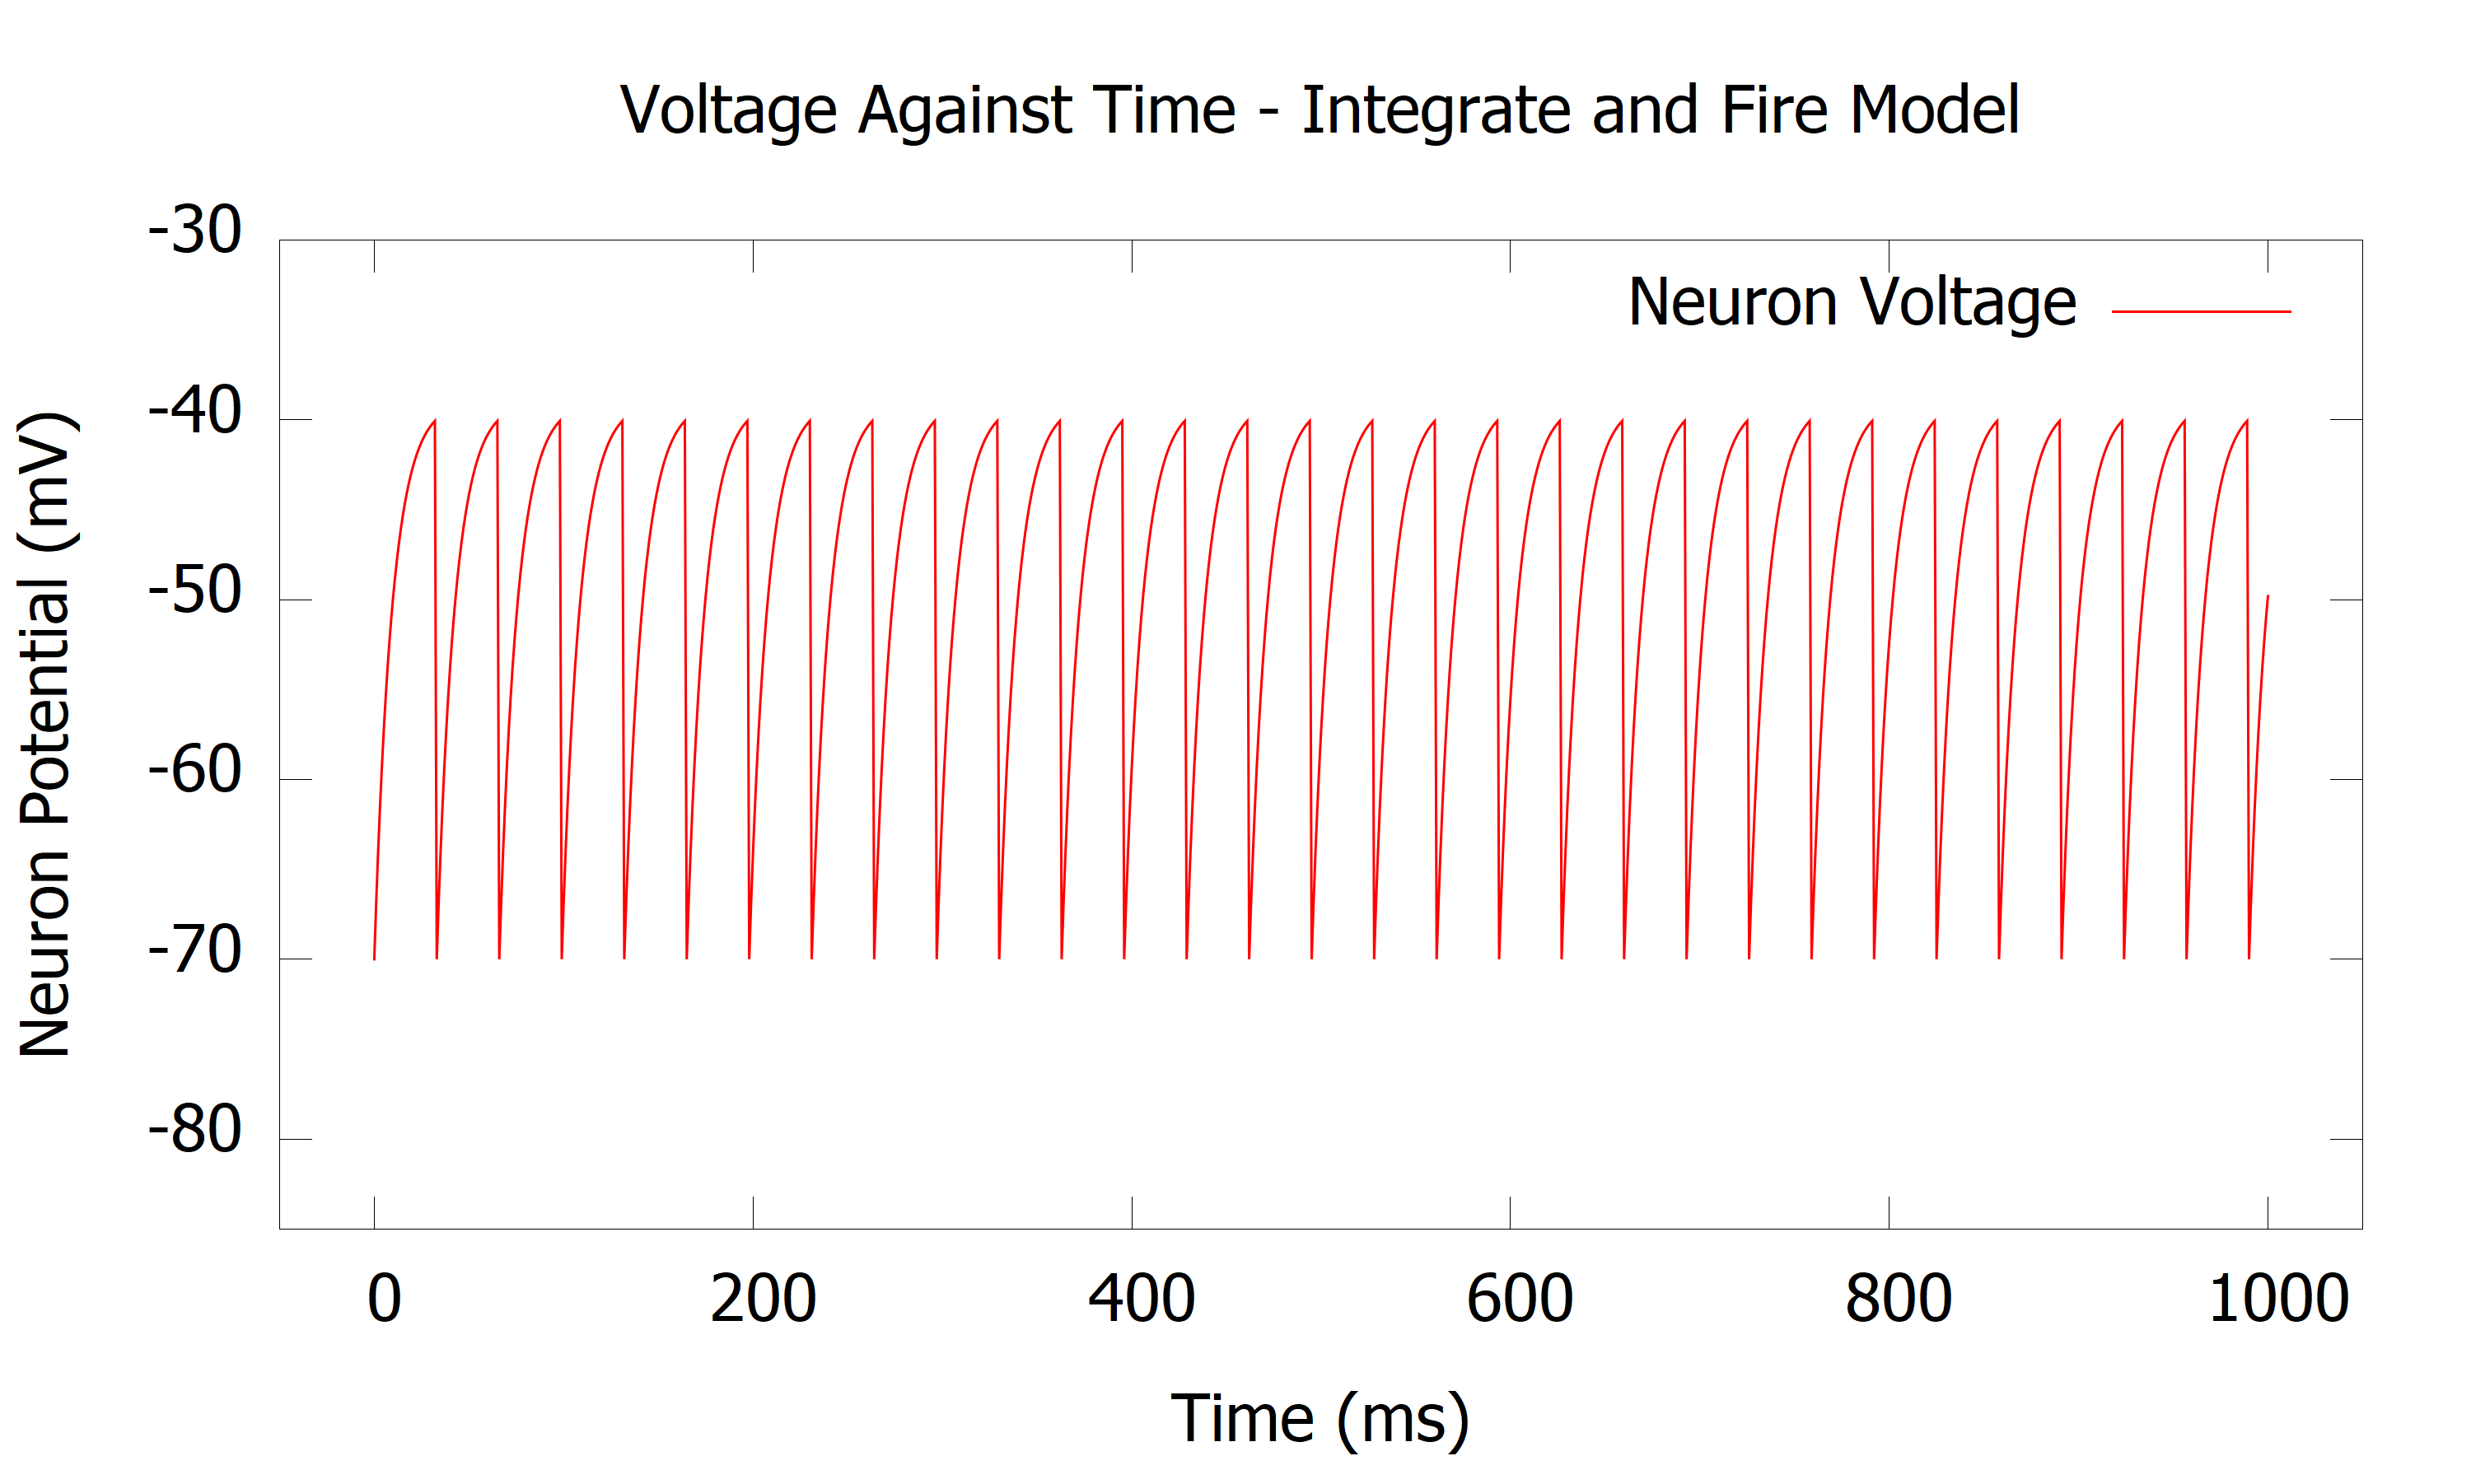 Voltage Against Time - Integrate and Fire Model
-30
Neuron Voltage
-40
-50
-60
-70
-80
Neuron Potential (mV)
0 200 400 600 800 1000
Time (ms)